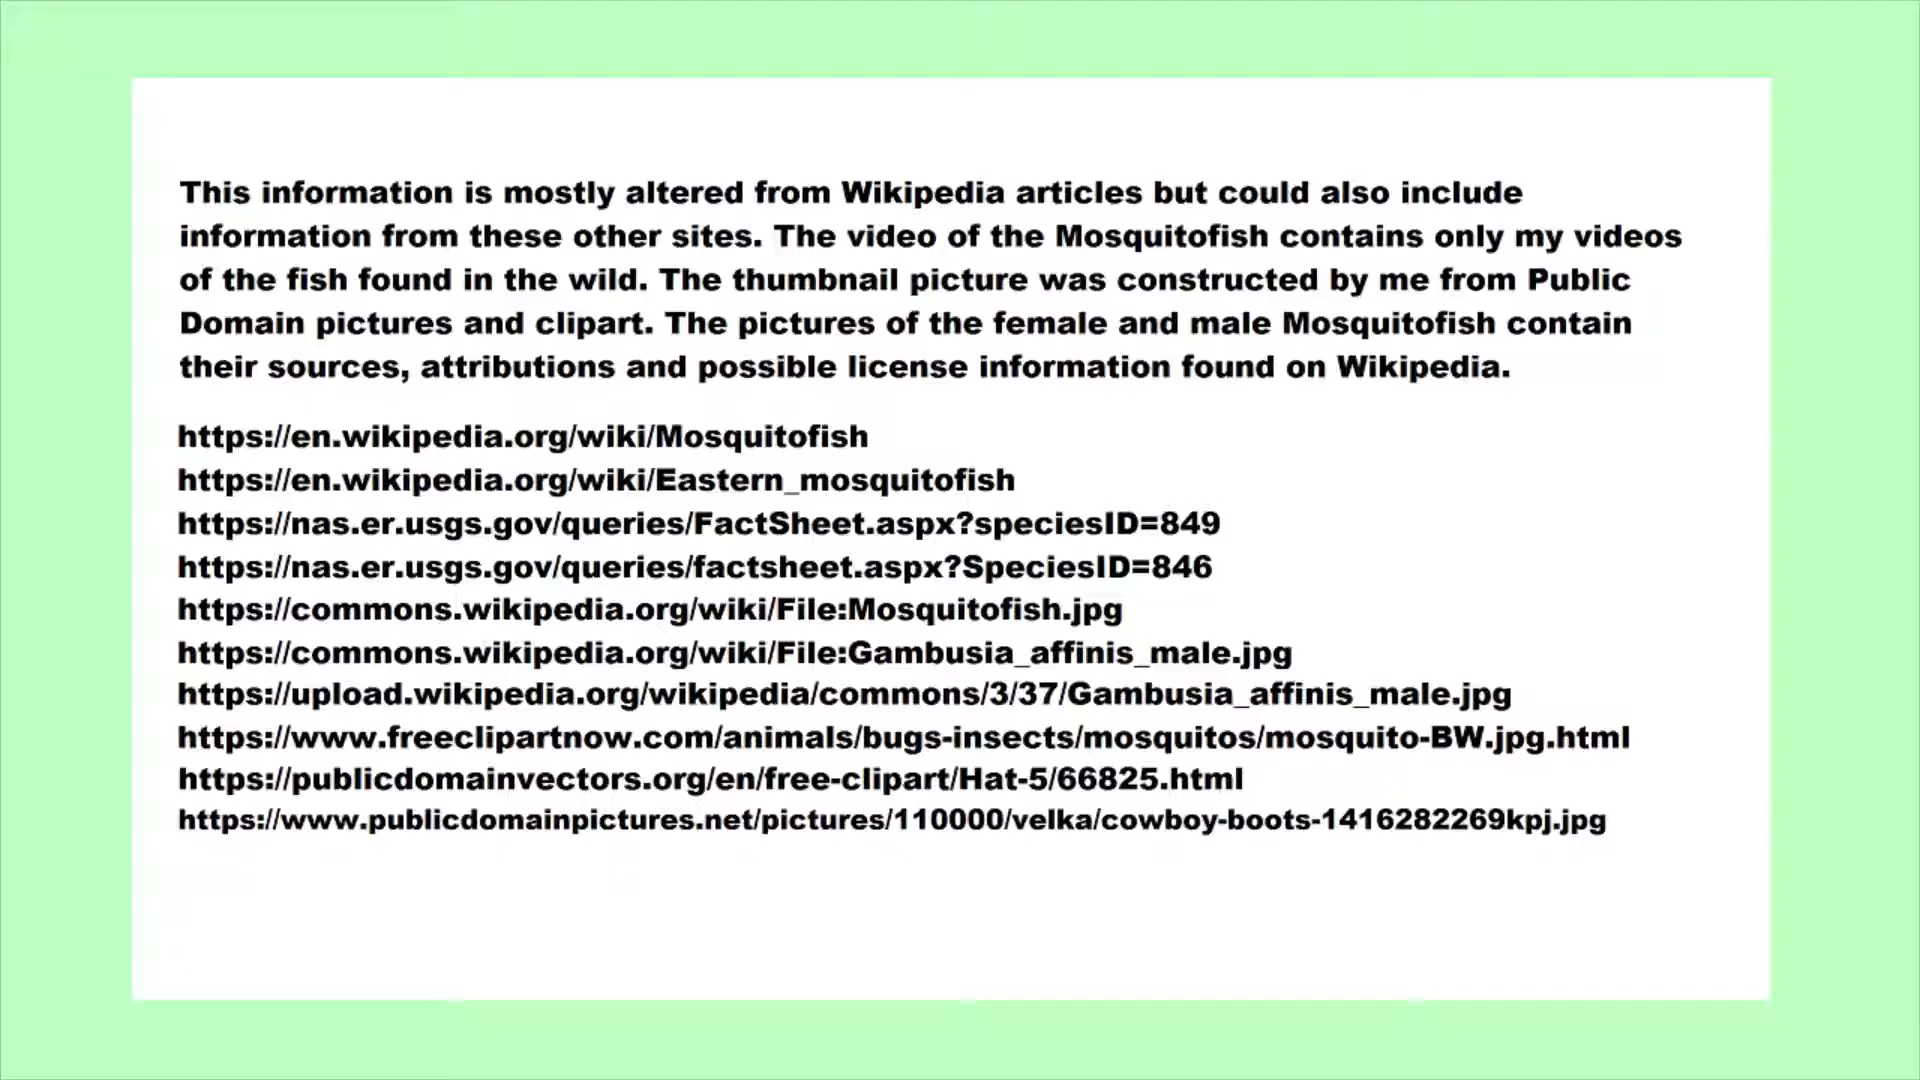 This information is mostly altered from Wikipedia articles but could also include
information from these other sites. The video of the Mosquitofish contains only my videos
of the fish found in the wild. The thumbnail picture was constructed by me from Public
Domain pictures and clipart. The pictures of the female and male Mosquitofish contain
their sources, attributions and possible license information found on Wikipedia.
https://en.wikipedia.org/wiki/Mosquitofish
https://en.wikipedia.org/wiki/Eastern_mosquitofish
https://nas.er.usgs.gov/queries/FactSheet.aspx?speciesID=849
https://nas.er.usgs.gov/queries/factsheet.aspx?SpeciesID=846
https://commons.wikipedia.org/wiki/File:Mosquitofish.jpg
https://commons.wikipedia.org/wiki/File:Gambusia_affinis_male.jpg
https://upload.wikipedia.org/wikipedia/commons/3/37/Gambusia_affinis_male.jpg
https://www.freeclipartnow.com/animals/bugs-insects/mosquitos/mosquito-BW.jpg.html
https://publicdomainvectors.org/en/free-clipart/Hat-5/66825.html
https://www.publicdomainpictures.net/pictures/110000/velka/cowboy-boots-1416282269kpj.jpg